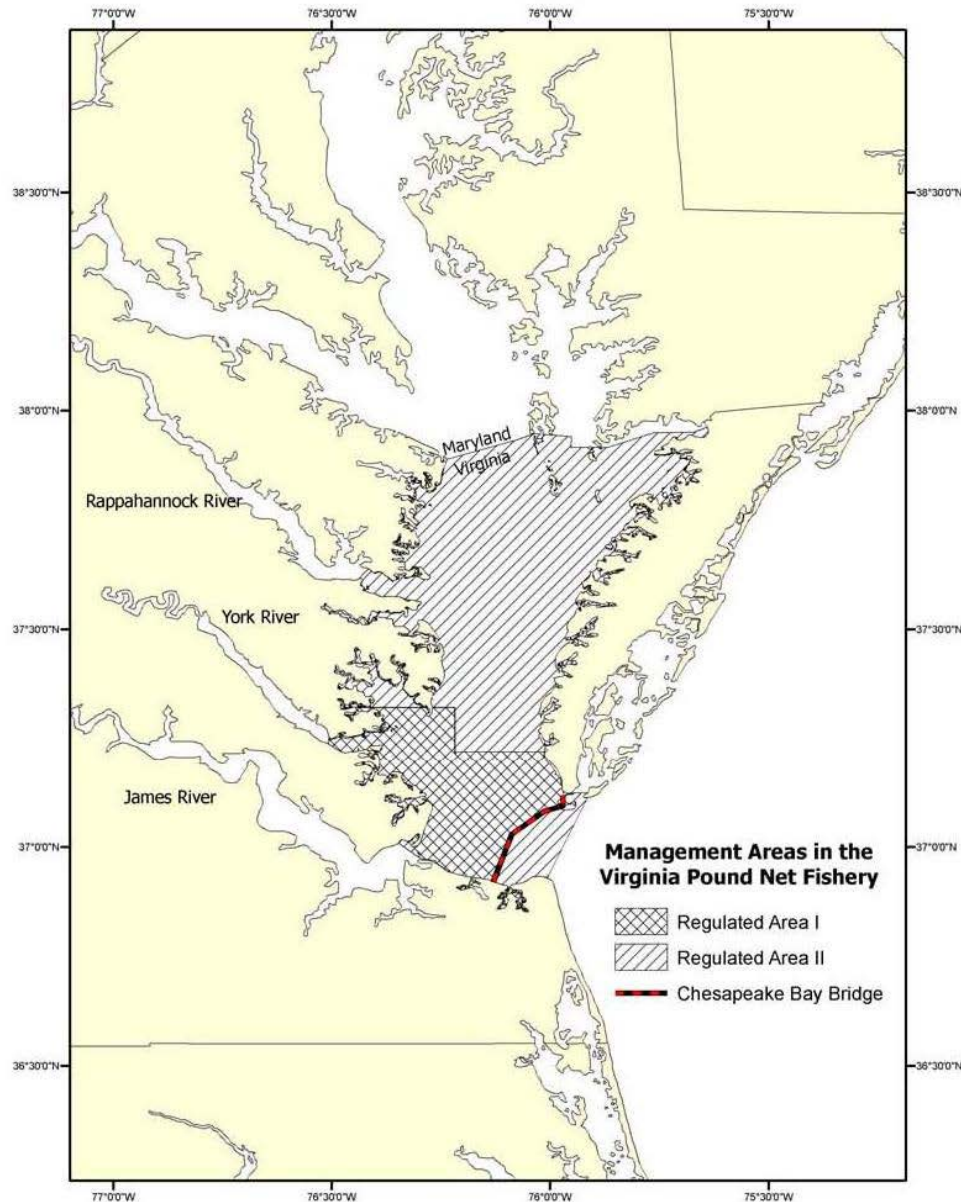 77°0'0"W 76°30'0"W 76°0'0"W 75°30'0"W
38°30'0"N 38°30'0"N
38°0'0"N 38°0'0"N
Maryland
Virginia
Rappahannock River
37°30'0"N 37°30'0"N
York River
James River
37°0'0"N 37°0'0"N
Management Areas in the
Virginia Pound Net Fishery
Regulated Area I
Regulated Area II
Chesapeake Bay Bridge
36°30'0"N 36°30'0"N
77°0'0"W 76°30'0"W 76°0'0"W 75°30'0"W